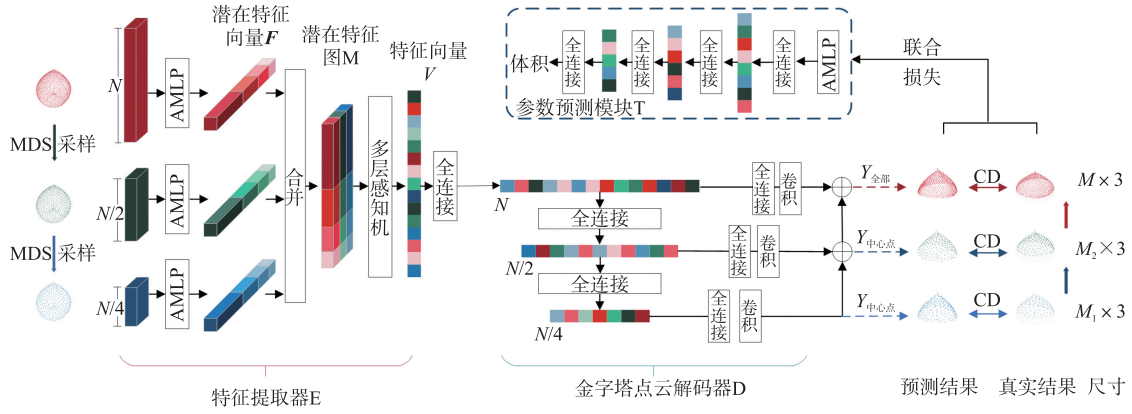 潜在特征
向量F
潜在特征
图M
特征向量
V
N
AMLP
MDS 采样
N/2
AMLP
MDS 采样
N/4
AMLP
合并
多层感知机
全连接
特征提取器E
体积
全连接
全连接
全连接
全连接
AMLP
参数预测模块T
联合
损失
N
全连接
N/2
全连接
N/4
全连接
卷积
全连接
卷积
全连接
卷积
金字塔点云解码器D
Y全部
CD
M×3
Y中心点
CD
M₂×3
Y中心点
CD
M₁×3
预测结果 真实结果 尺寸